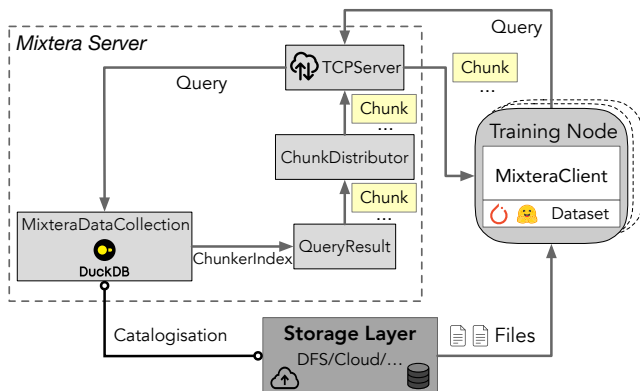 Mixtera Server
Query
TCPServer
Query
Chunk
...
Chunk
...
Training Node
ChunkDistributor
MixteraClient
Chunk
...
Dataset
MixteraDataCollection
DuckDB
ChunkerIndex
QueryResult
Catalogisation
Storage Layer
DFS/Cloud/...
Files